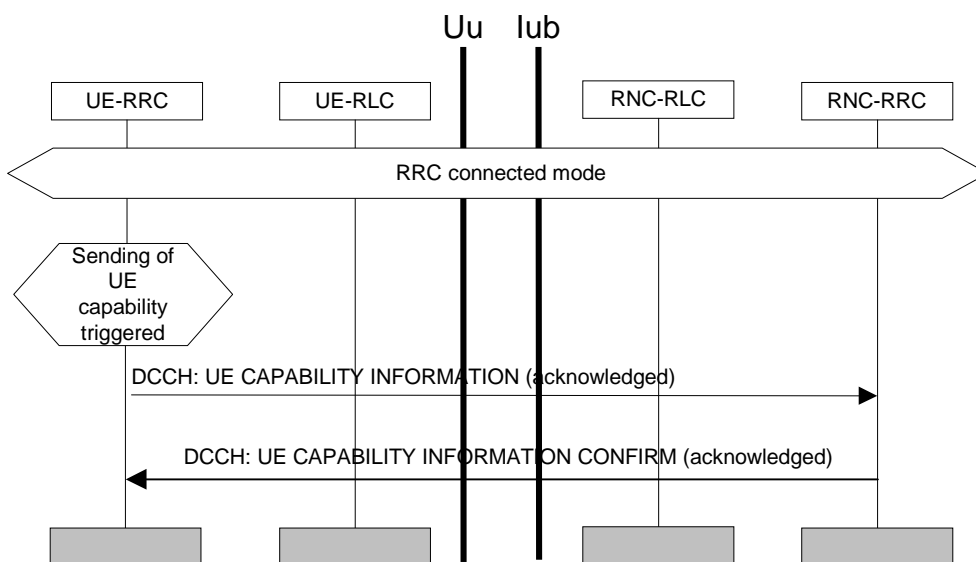 Uu Iub
UE-RRC UE-RLC RNC-RLC RNC-RRC
RRC connected mode
Sending of
UE
capability
triggered
DCCH: UE CAPABILITY INFORMATION (acknowledged)
DCCH: UE CAPABILITY INFORMATION CONFIRM (acknowledged)